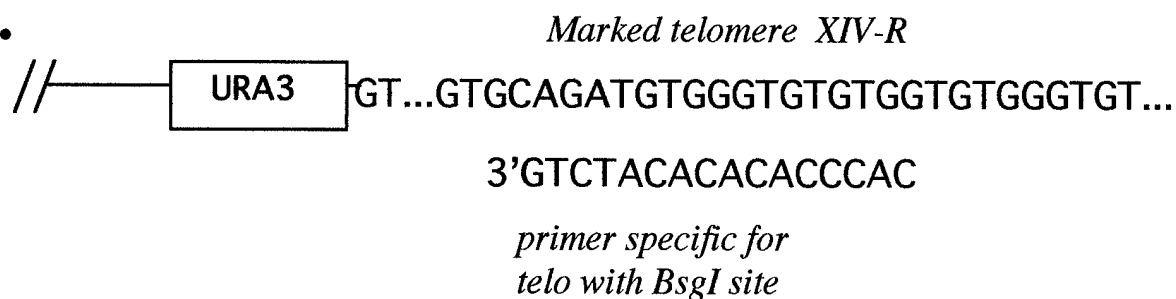 • Marked telomere XIV-R
URA3 GT...GTGCAGATGTGGGTGTGTGGTGTGGGTGT...
3'GTCTACACACACCCAC
primer specific for
telo with BsgI site